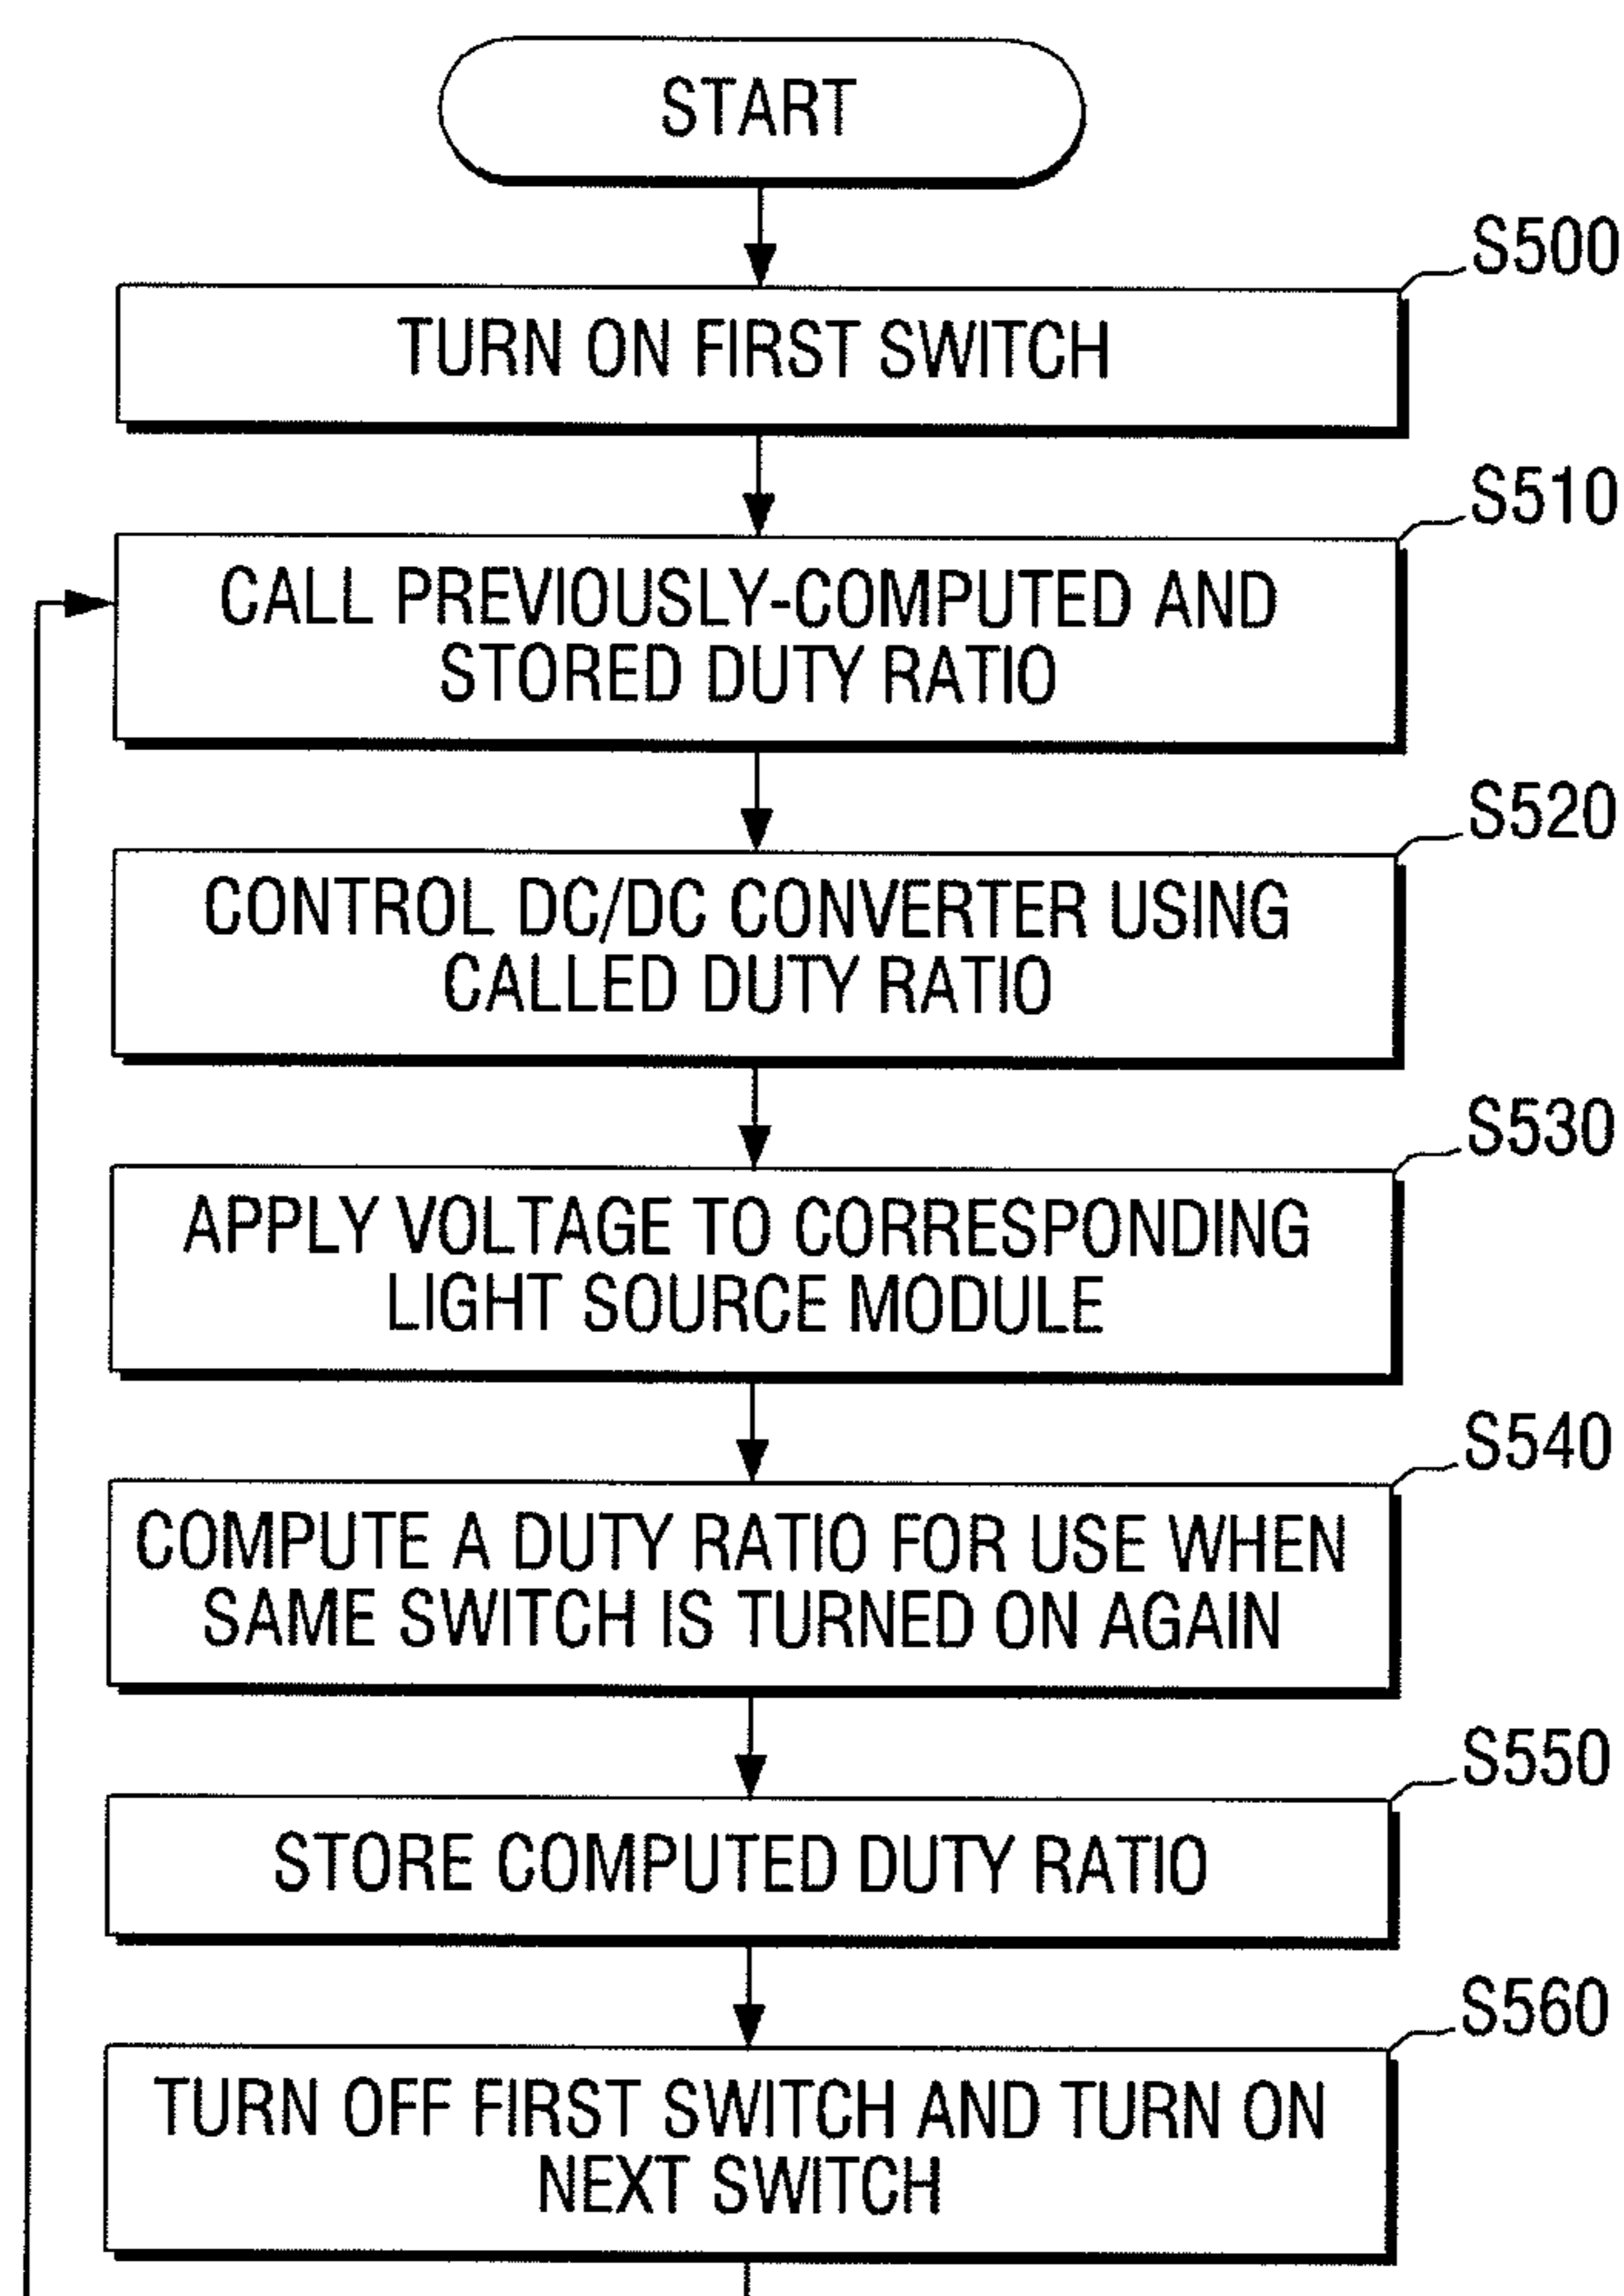 START
S500
TURN ON FIRST SWITCH
S510
CALL PREVIOUSLY-COMPUTED AND
STORED DUTY RATIO
S520
CONTROL DC/DC CONVERTER USING
CALLED DUTY RATIO
S530
APPLY VOLTAGE TO CORRESPONDING
LIGHT SOURCE MODULE
S540
COMPUTE A DUTY RATIO FOR USE WHEN
SAME SWITCH IS TURNED ON AGAIN
S550
STORE COMPUTED DUTY RATIO
S560
TURN OFF FIRST SWITCH AND TURN ON
NEXT SWITCH